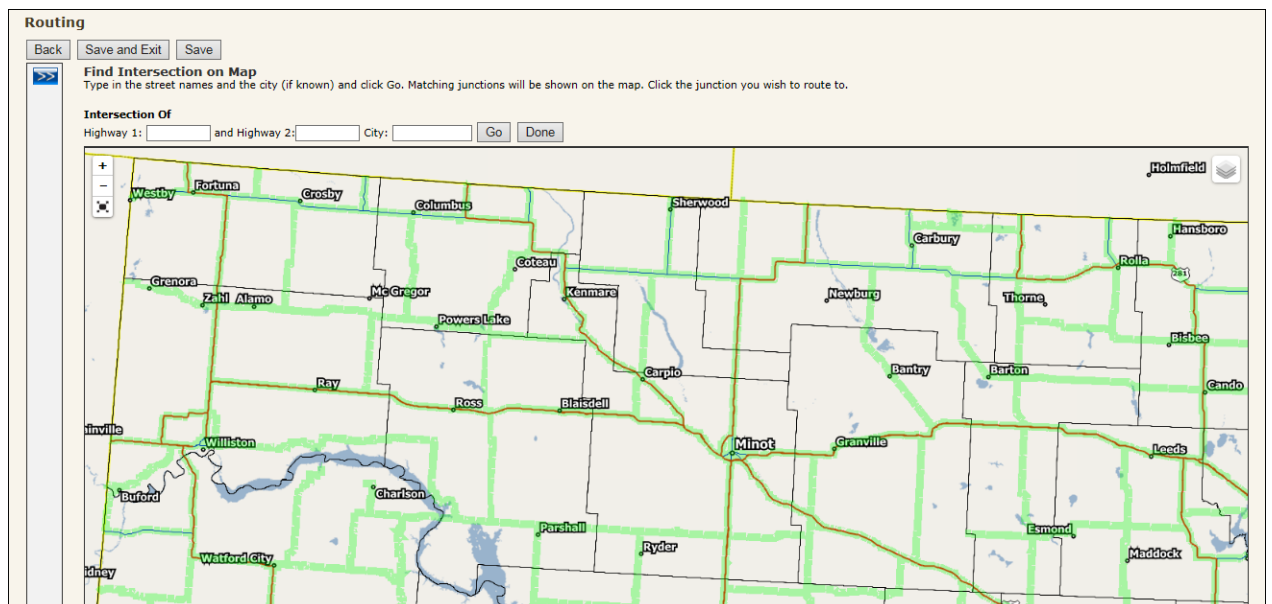 Routing
Back Save and Exit Save
>>
Find Intersection on Map
Type in the street names and the city (if known) and click Go. Matching junctions will be shown on the map. Click the junction you wish to route to.
Intersection Of
Highway 1: and Highway 2: City: Go Done
+
−
Holmfield
Westby
Fortuna
Crosby
Columbus
Sherwood
Carbury
Hansboro
Coteau
Rolla
281
Grenora
Zahl
Alamo
Mc Gregor
Kenmare
Newburg
Thorne
Powers Lake
Bisbee
Carpio
Bantry
Barton
Ray
Cando
Ross
Blaisdell
ainville
Williston
Minot
Granville
Leeds
Buford
Charlson
Parshall
Esmond
Ryder
Maddock
Watford City
idney